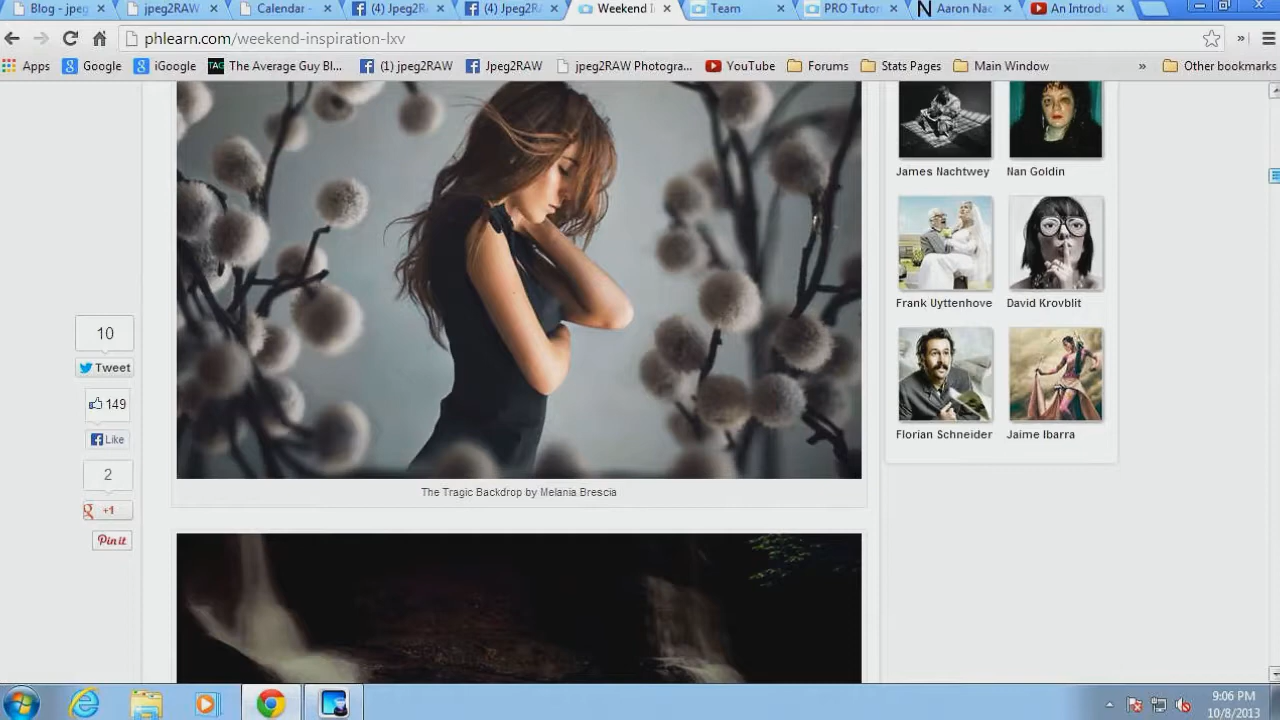 Blog - jpeg
jpeg2RAW
Calendar -
(4) Jpeg2R
(4) Jpeg2R
Weekend I
Team
PRO Tutor
Aaron Nac
An Introdu
phlearn.com/weekend-inspiration-lxv
Apps
Google
iGoogle
TAG The Average Guy Bl...
(1) jpeg2RAW
Jpeg2RAW
jpeg2RAW Photogra...
YouTube
Forums
Stats Pages
Main Window
»
Other bookmarks
James Nachtwey
Nan Goldin
Frank Uyttenhove
David Krovblit
Florian Schneider
Jaime Ibarra
10
Tweet
149
Like
2
+1
Pinit
The Tragic Backdrop by Melania Brescia
9:06 PM
10/8/2013